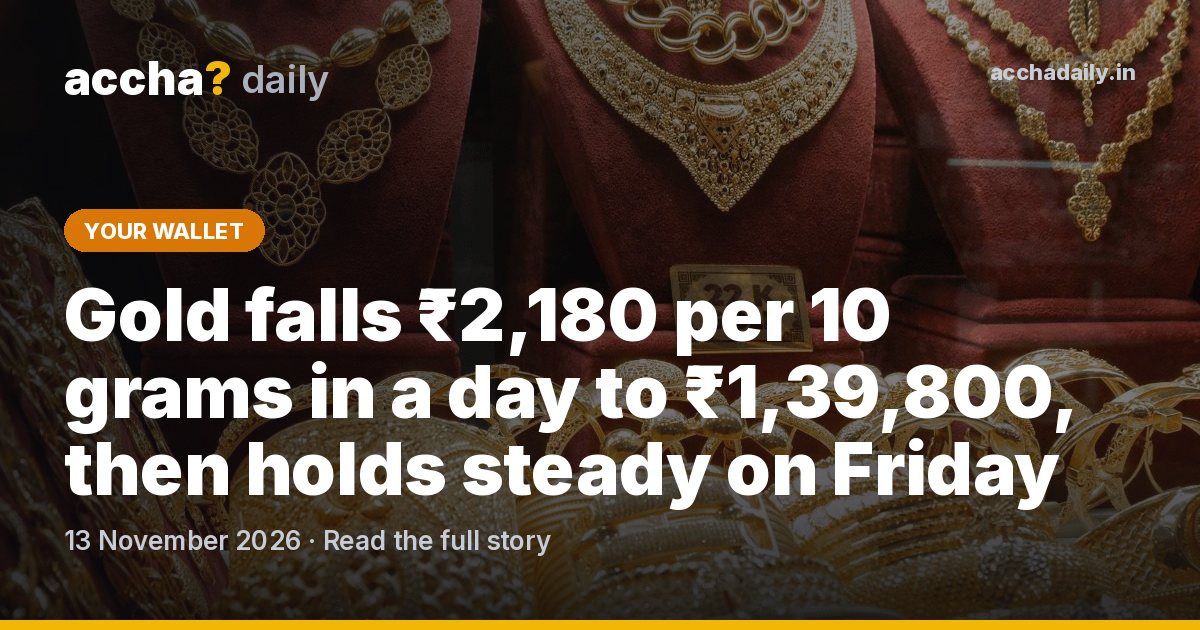 accha? daily
acchadaily.in
YOUR WALLET
22 K
Gold falls ₹2,180 per 10
grams in a day to ₹1,39,800,
then holds steady on Friday
13 November 2026 · Read the full story